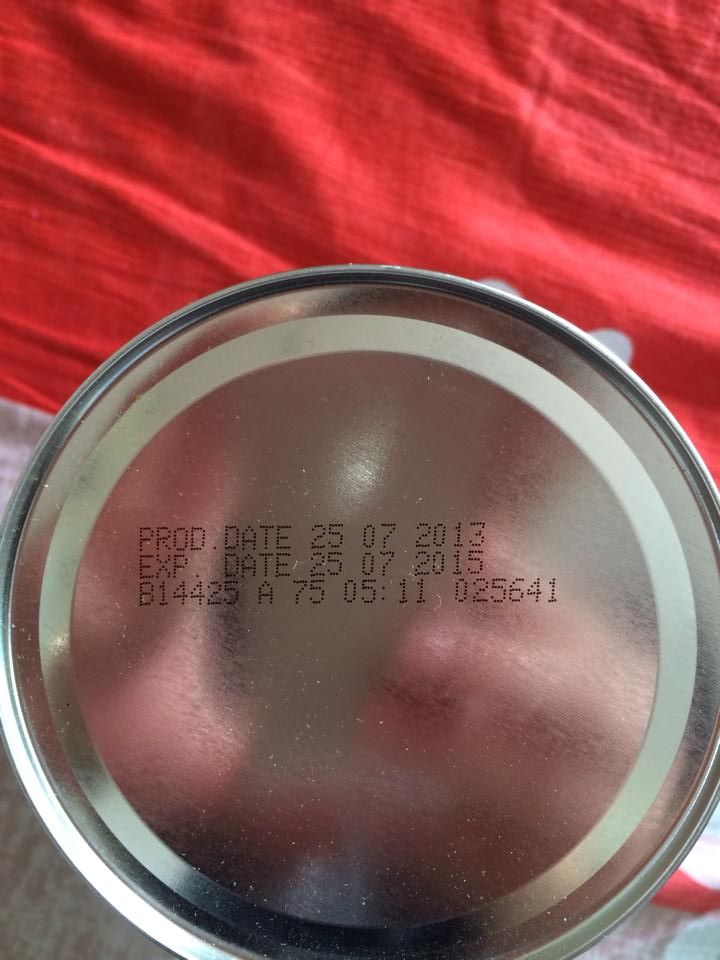 PROD.DATE 25 07 2013
EXP. DATE 25 07 2015
B14425 A 75 05:11 025641